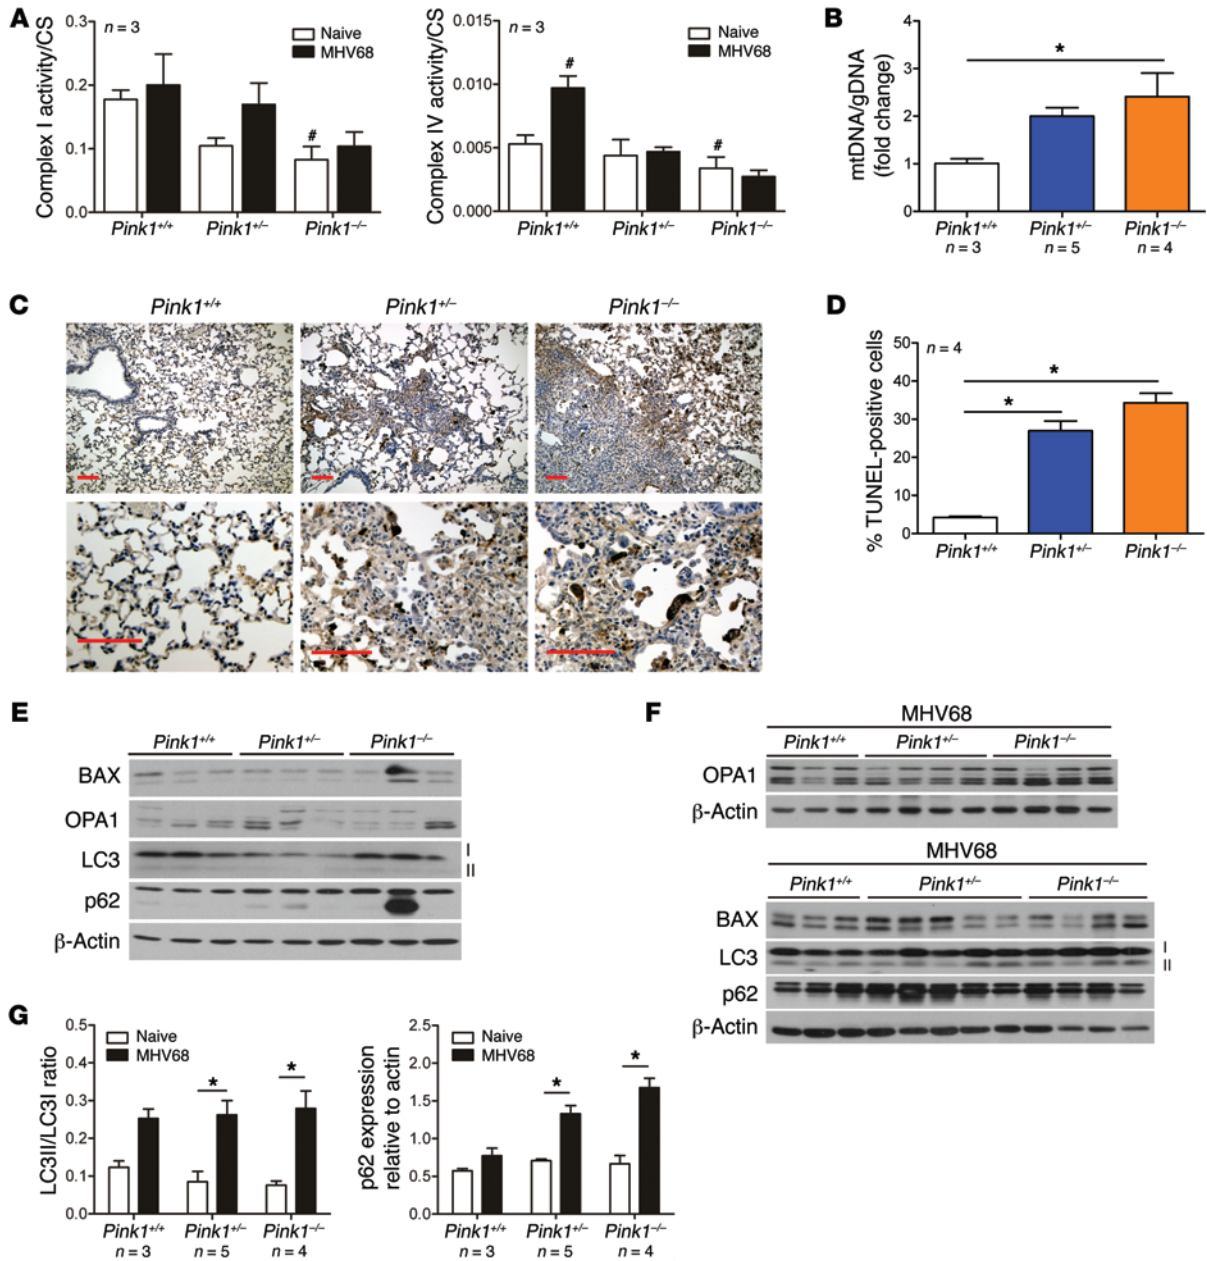 A
Complex I activity/CS
0.3
0.2
0.1
0.0
n = 3
Naive
MHV68
#
Pink1+/+ Pink1+/– Pink1–/–
Complex IV activity/CS
0.015
0.010
0.005
0.000
n = 3
Naive
MHV68
#
#
Pink1+/+ Pink1+/– Pink1–/–
B
mtDNA/gDNA
(fold change)
4
3
2
1
0
*
Pink1+/+ Pink1+/– Pink1–/–
n = 3 n = 5 n = 4
C
Pink1+/+ Pink1+/– Pink1–/–
D
% TUNEL-positive cells
50
40
30
20
10
0
n = 4
*
*
Pink1+/+ Pink1+/– Pink1–/–
E
Pink1+/+ Pink1+/– Pink1–/–
BAX
OPA1
LC3
I
II
p62
β-Actin
F
MHV68
Pink1+/+ Pink1+/– Pink1–/–
OPA1
β-Actin
MHV68
Pink1+/+ Pink1+/– Pink1–/–
BAX
LC3
I
II
p62
β-Actin
G
LC3II/LC3I ratio
0.5
0.4
0.3
0.2
0.1
0.0
Naive
MHV68
*
*
Pink1+/+ Pink1+/– Pink1–/–
n = 3 n = 5 n = 4
p62 expression
relative to actin
2.5
2.0
1.5
1.0
0.5
0.0
Naive
MHV68
*
*
Pink1+/+ Pink1+/– Pink1–/–
n = 3 n = 5 n = 4